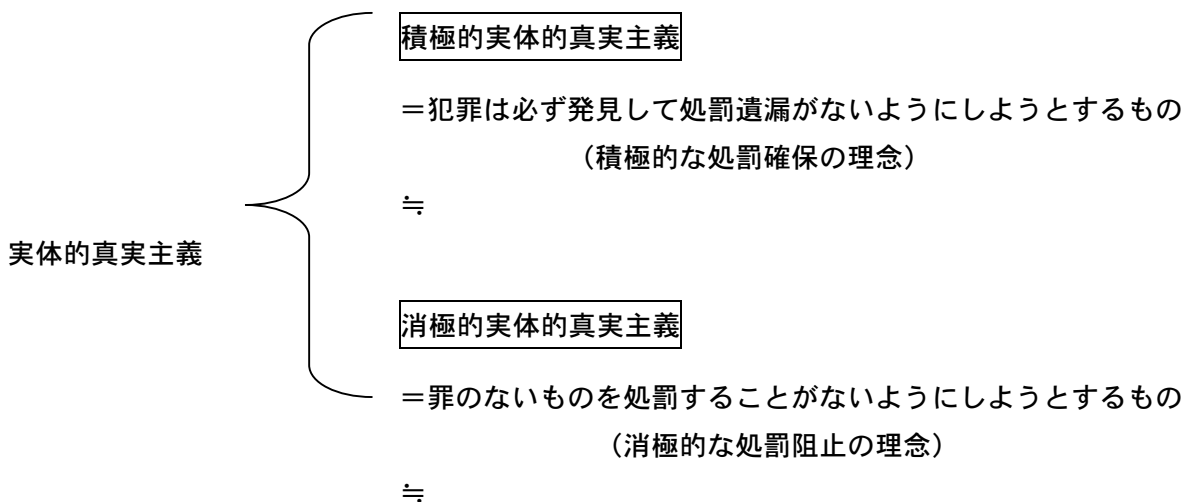 積極的実体的真実主義
＝犯罪は必ず発見して処罰遺漏がないようにしようとするもの
（積極的な処罰確保の理念）
≒
実体的真実主義
消極的実体的真実主義
＝罪のないものを処罰することがないようにしようとするもの
（消極的な処罰阻止の理念）
≒